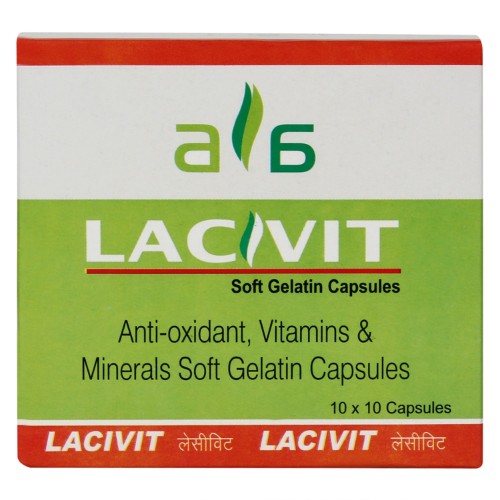 LACIVIT
Soft Gelatin Capsules
Anti-oxidant, Vitamins &
Minerals Soft Gelatin Capsules
10 x 10 Capsules
LACIVIT लेसीविट LACIVIT लेसीविट